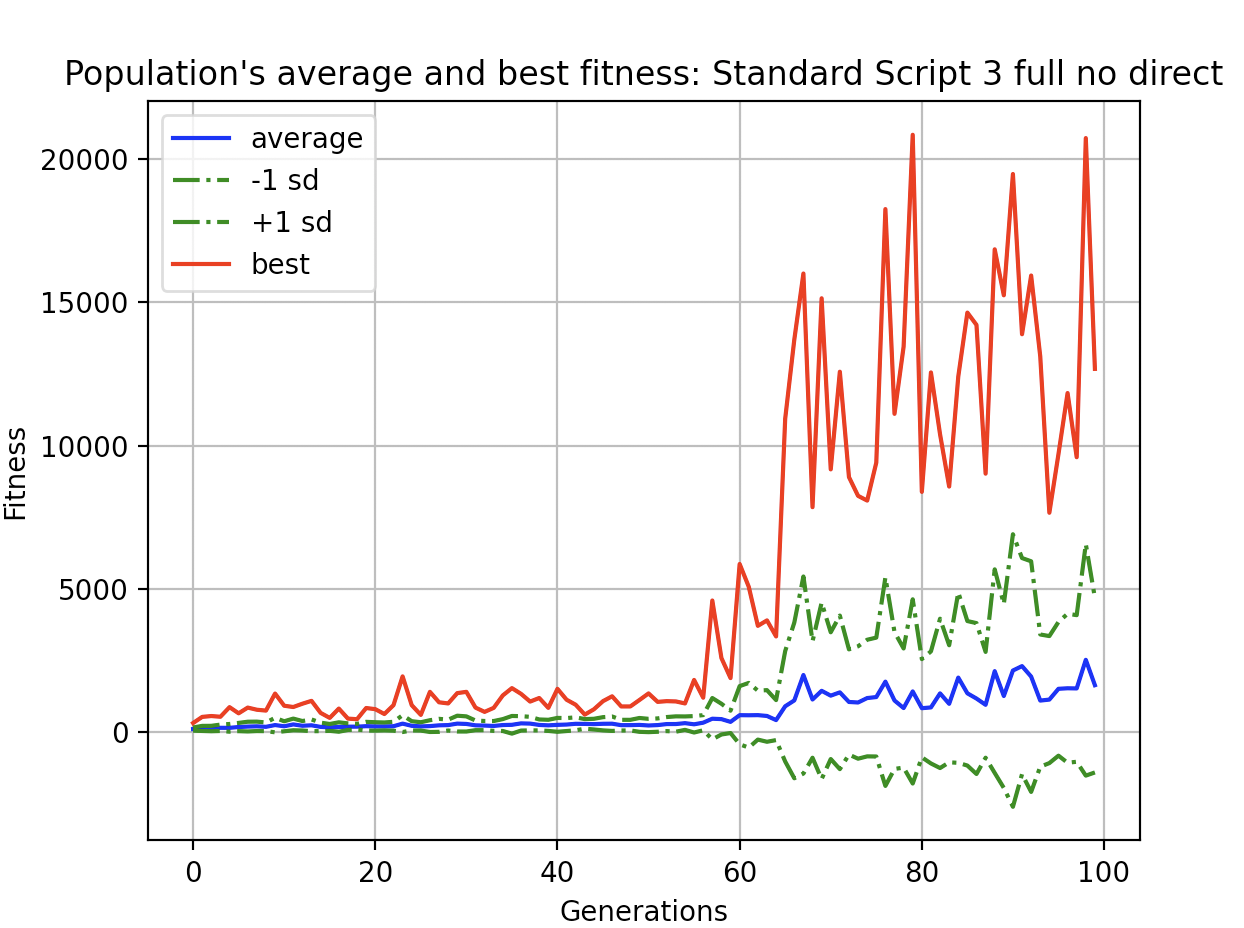 Population's average and best fitness: Standard Script 3 full no direct
average
-1 sd
+1 sd
best
20000
15000
10000
5000
0
Fitness
0 20 40 60 80 100
Generations